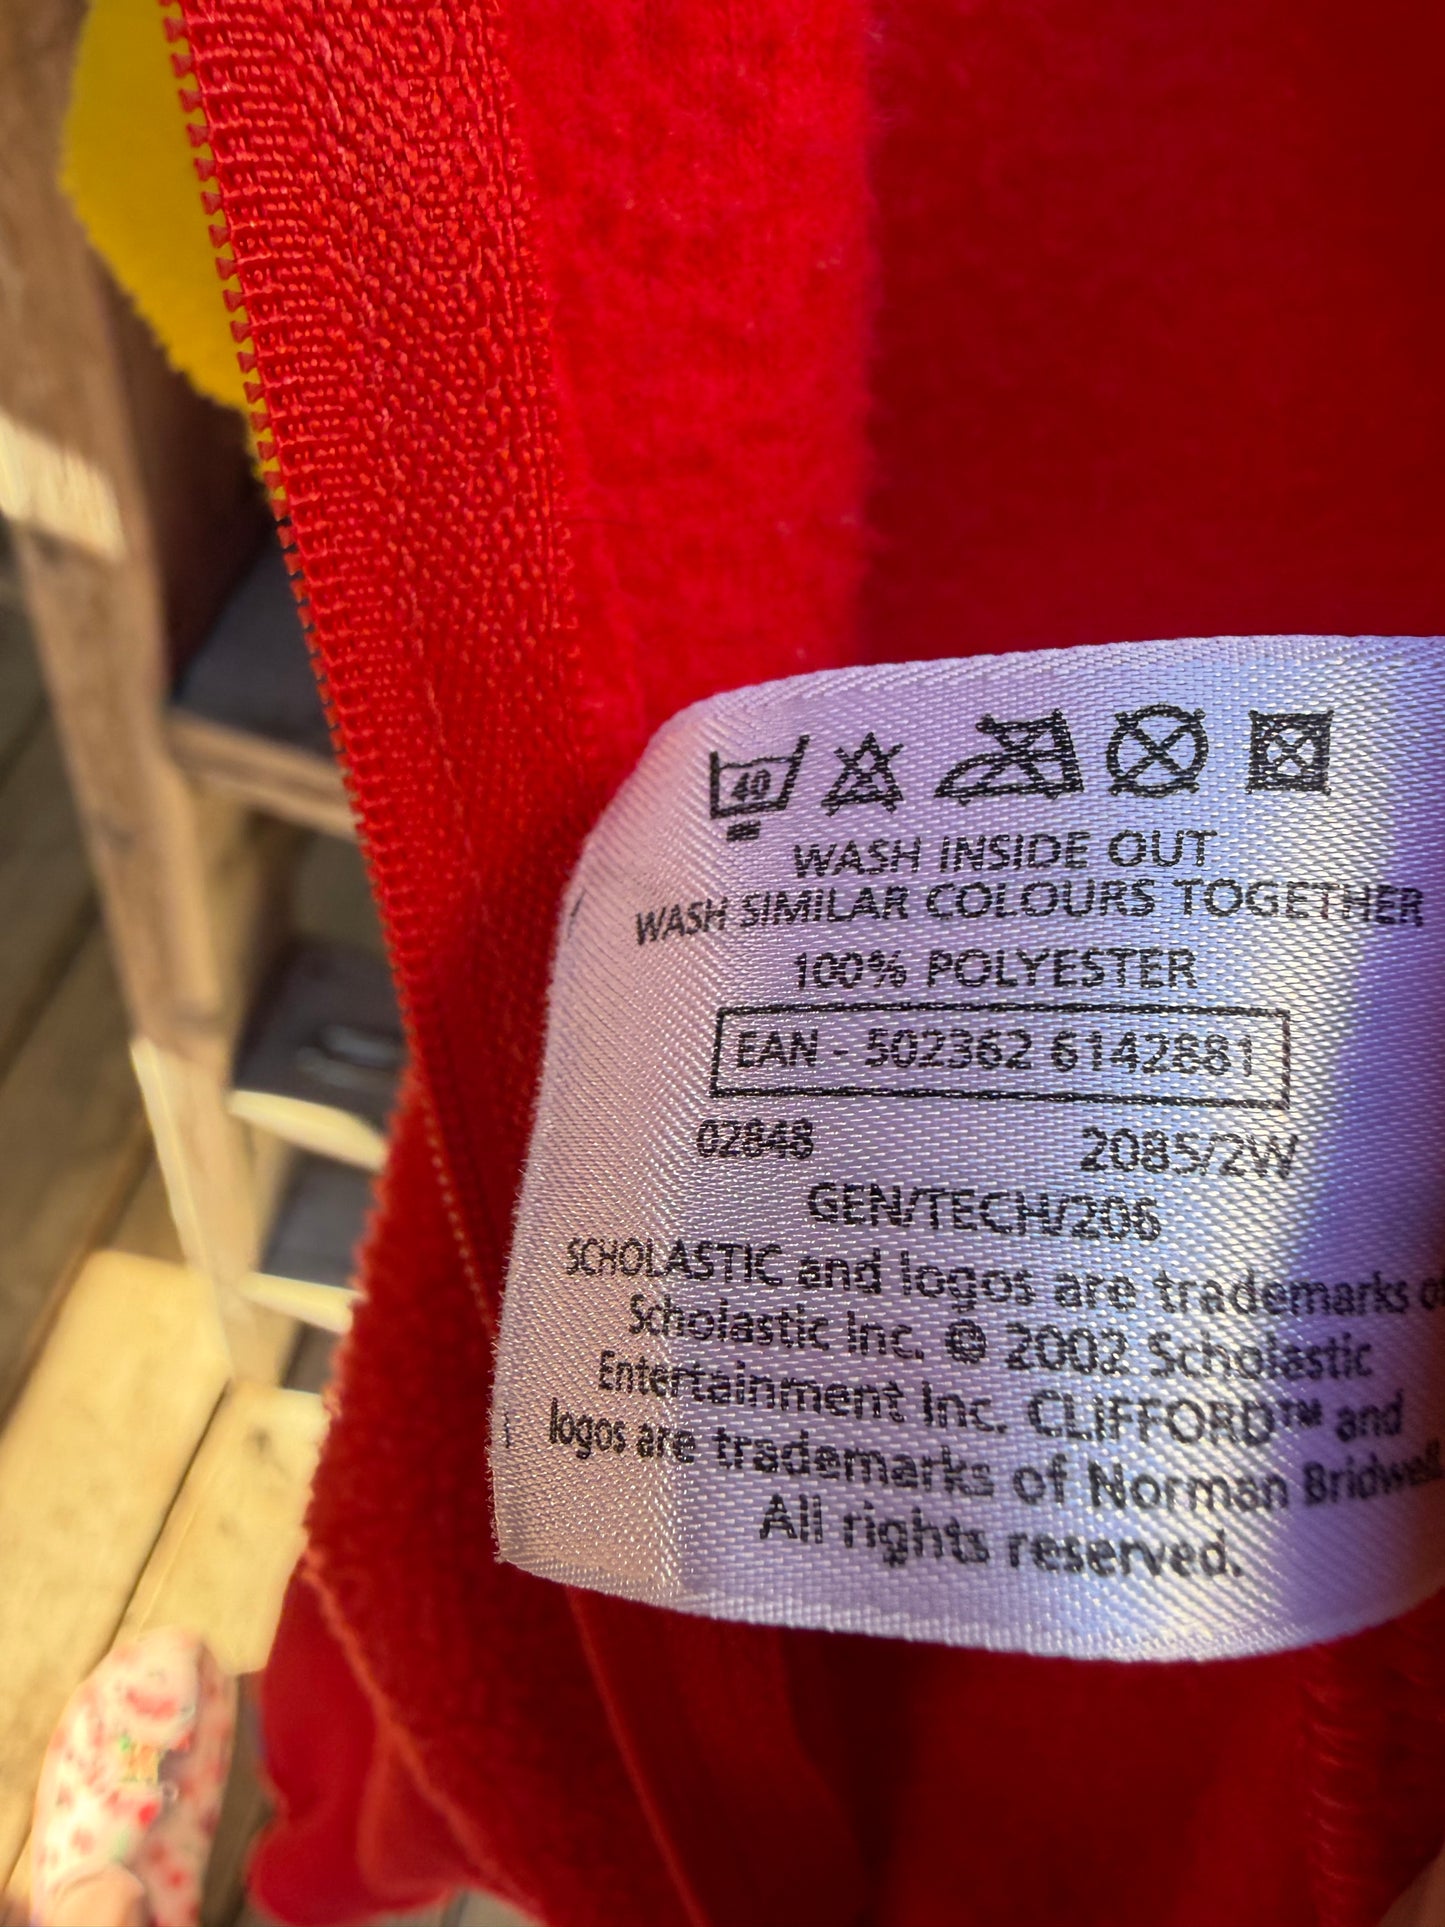 40
WASH INSIDE OUT
WASH SIMILAR COLOURS TOGETHER
100% POLYESTER
EAN - 502362 6142881
02848 2085/2W
GEN/TECH/206
SCHOLASTIC and logos are trademarks of
Scholastic Inc. © 2002 Scholastic
Entertainment Inc. CLIFFORD™ and
logos are trademarks of Norman Bridwell.
All rights reserved.